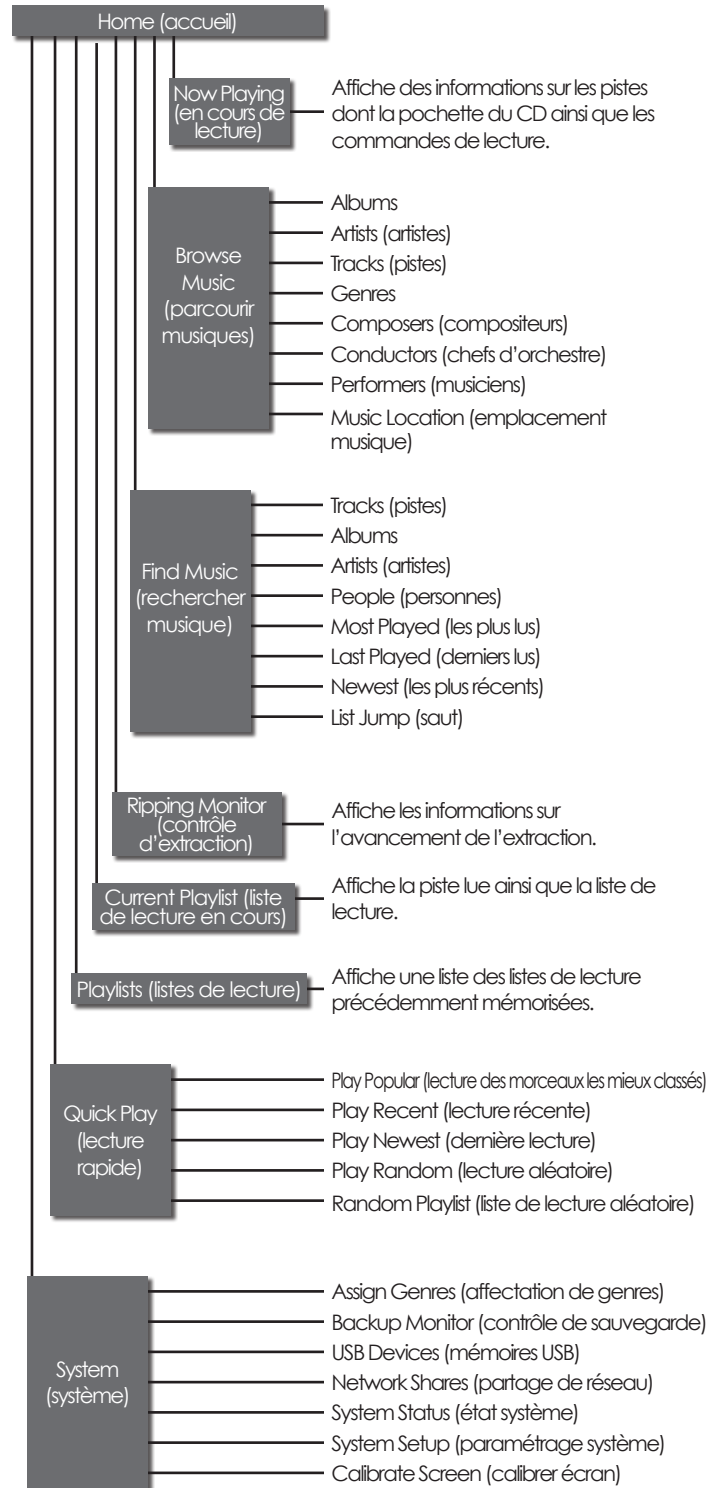 Home (accueil)
Now Playing
(en cours de
lecture)
Affiche des informations sur les pistes
dont la pochette du CD ainsi que les
commandes de lecture.
Browse
Music
(parcourir
musiques)
Albums
Artists (artistes)
Tracks (pistes)
Genres
Composers (compositeurs)
Conductors (chefs d'orchestre)
Performers (musiciens)
Music Location (emplacement
musique)
Find Music
(rechercher
musique)
Tracks (pistes)
Albums
Artists (artistes)
People (personnes)
Most Played (les plus lus)
Last Played (derniers lus)
Newest (les plus récents)
List Jump (saut)
Ripping Monitor
(contrôle
d'extraction)
Affiche les informations sur
l'avancement de l'extraction.
Current Playlist (liste
de lecture en cours)
Affiche la piste lue ainsi que la liste de
lecture.
Playlists (listes de lecture)
Affiche une liste des listes de lecture
précédemment mémorisées.
Quick Play
(lecture
rapide)
Play Popular (lecture des morceaux les mieux classés)
Play Recent (lecture récente)
Play Newest (dernière lecture)
Play Random (lecture aléatoire)
Random Playlist (liste de lecture aléatoire)
System
(système)
Assign Genres (affectation de genres)
Backup Monitor (contrôle de sauvegarde)
USB Devices (mémoires USB)
Network Shares (partage de réseau)
System Status (état système)
System Setup (paramétrage système)
Calibrate Screen (calibrer écran)